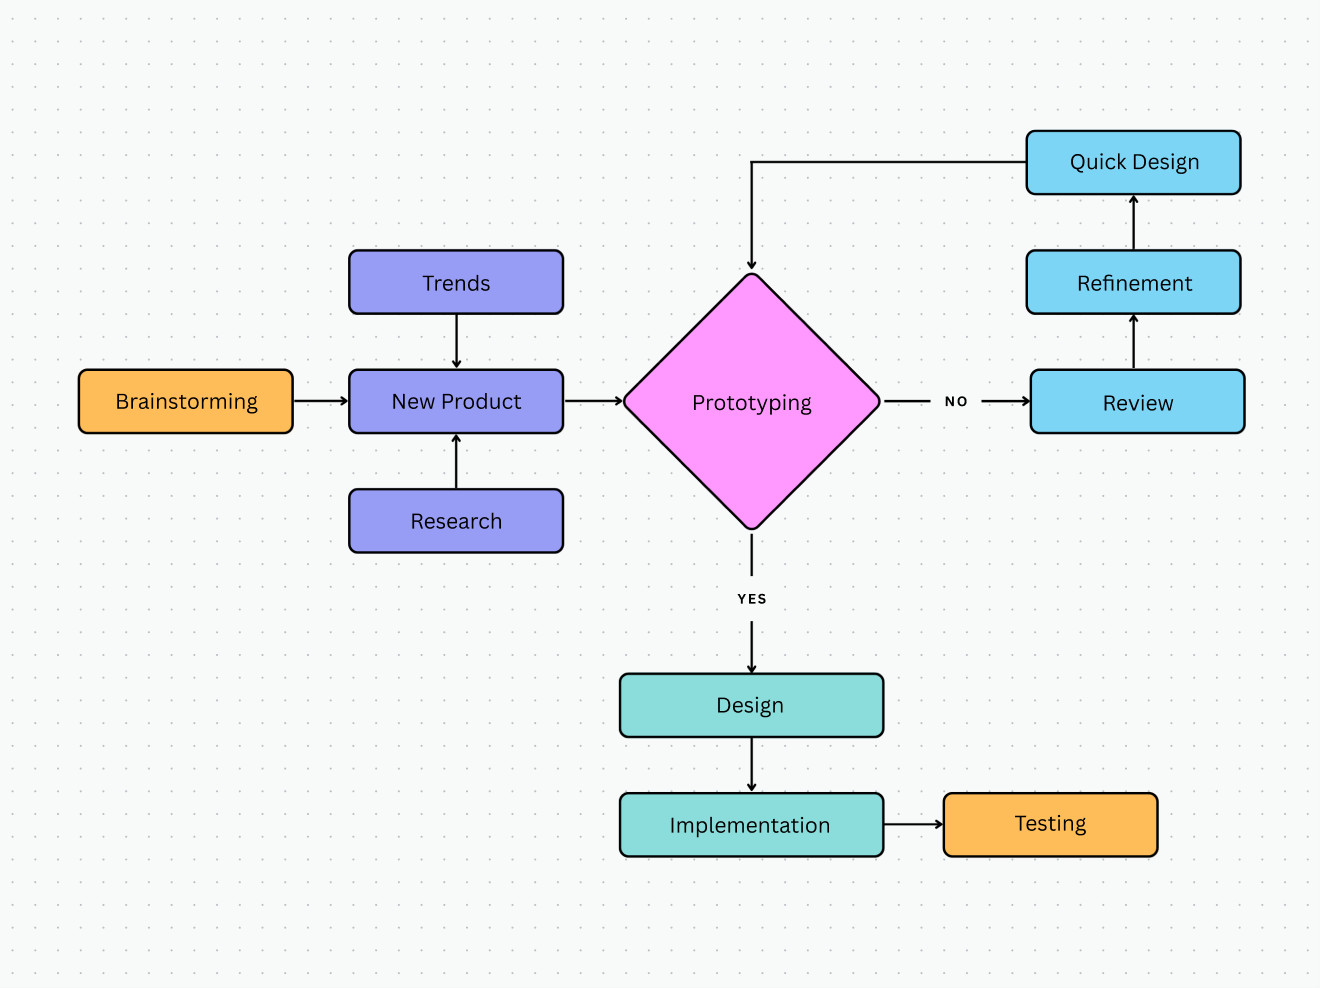 Quick Design
Trends
Refinement
Brainstorming
New Product
Prototyping
NO
Review
Research
YES
Design
Implementation
Testing